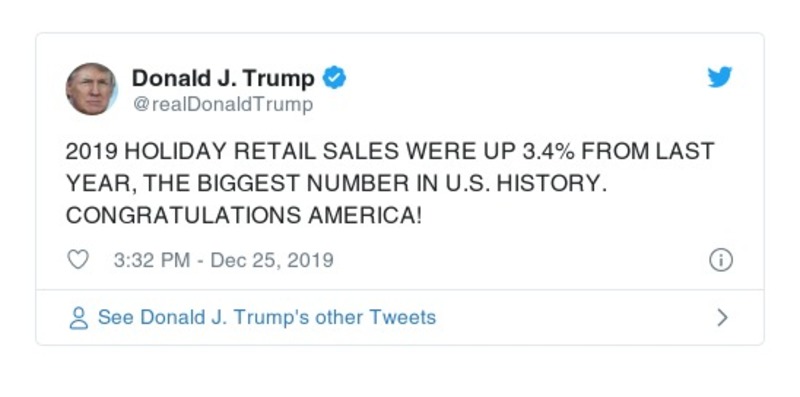 Donald J. Trump
@realDonaldTrump
2019 HOLIDAY RETAIL SALES WERE UP 3.4% FROM LAST
YEAR, THE BIGGEST NUMBER IN U.S. HISTORY.
CONGRATULATIONS AMERICA!
3:32 PM - Dec 25, 2019
See Donald J. Trump's other Tweets